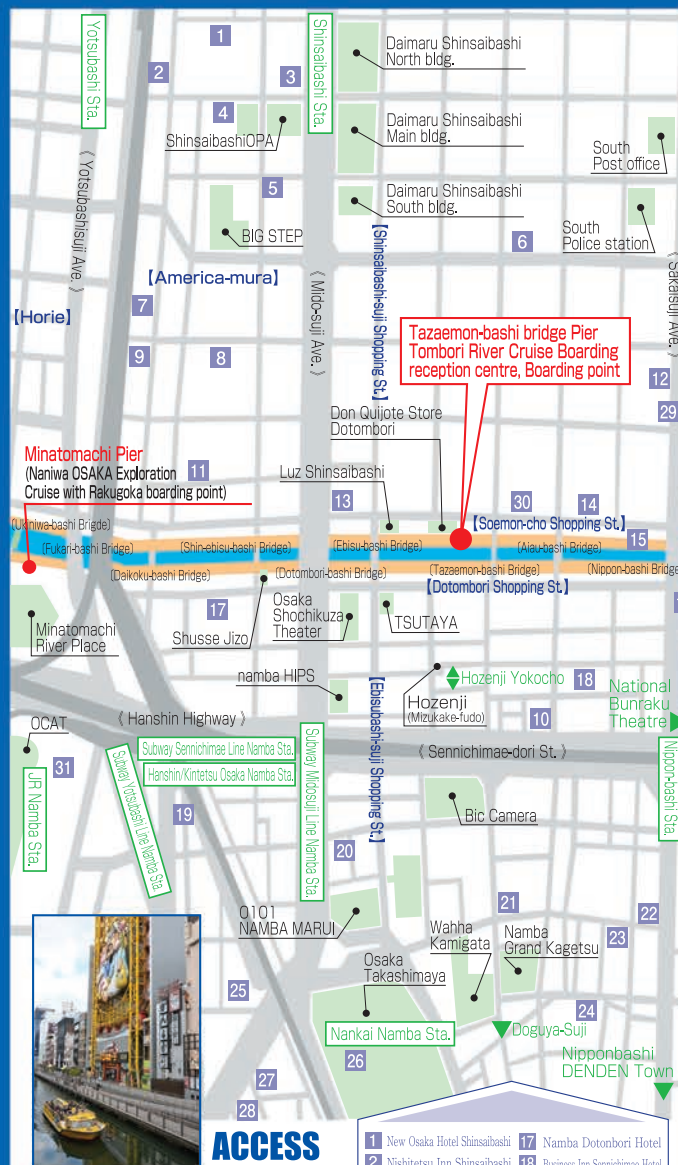 Yotsubashi Sta.
1
2
3
Shinsaibashi Sta.
Daimaru Shinsaibashi
North bldg.
4
ShinsaibashiOPA
Daimaru Shinsaibashi
Main bldg.
South
Post office
5
BIG STEP
Daimaru Shinsaibashi
South bldg.
South
Police station
6
《 Yotsubashisuji Ave. 》
【America-mura】
《 Mido-suji Ave. 》
【Shinsaibashi-suji Shopping St.】
Sakaisuji Ave. 》
【Horie】
7
9
8
Tazaemon-bashi bridge Pier
Tombori River Cruise Boarding
reception centre, Boarding point
12
29
Don Quijote Store
Dotombori
Minatomachi Pier
(Naniwa OSAKA Exploration
Cruise with Rakugoka boarding point)
11
Luz Shinsaibashi
13
30
14
【Soemon-cho Shopping St.】
15
(Ukiniwa-bashi Brigde)
(Fukari-bashi Bridge)
(Shin-ebisu-bashi Bridge)
(Ebisu-bashi Bridge)
(Aiau-bashi Bridge)
(Daikoku-bashi Bridge)
(Dotombori-bashi Bridge)
(Tazaemon-bashi Bridge)
(Nippon-bashi Bridge
【Dotombori Shopping St.】
Minatomachi
River Place
17
Shusse Jizo
Osaka
Shochikuza
Theater
TSUTAYA
namba HIPS
Hozenji
(Mizukake-fudo)
Hozenji Yokocho
18
National
Bunraku
Theatre
10
OCAT
《 Hanshin Highway 》
【Ebisubashi-suji Shopping St.】
《 Sennichimae-dori St. 》
31
JR Namba Sta.
Subway Yotsubashi Line Namba Sta.
Subway Sennichimae Line Namba Sta.
Hanshin/Kintetsu Osaka Namba Sta.
Subway Midosuji Line Namba Sta.
Nippon-bashi Sta.
19
20
Bic Camera
0101
NAMBA MARUI
21
22
23
Wahha
Kamigata
Namba
Grand Kagetsu
Osaka
Takashimaya
25
24
Nankai Namba Sta.
26
Doguya-Suji
Nipponbashi
DENDEN Town
27
28
ACCESS
1 New Osaka Hotel Shinsaibashi
17 Namba Dotonbori Hotel
2 Nishitetsu Inn Shinsaibashi
18 Business Inn Sennichimae Hotel